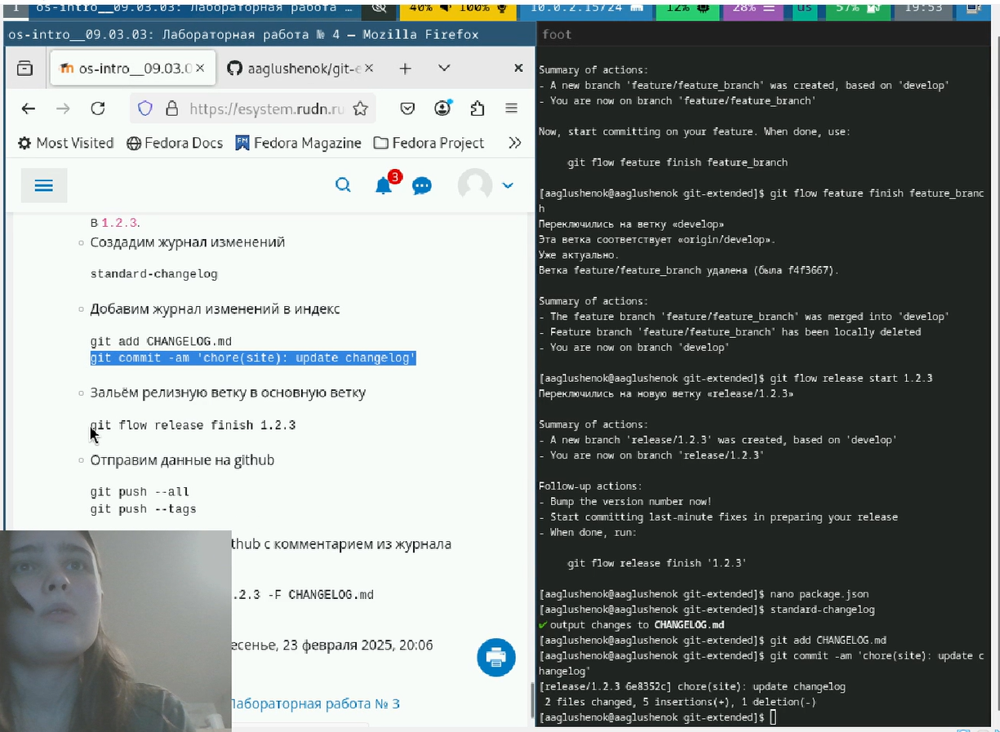 1 os-intro__09.03.03: Лабораторная работа … 40% 100% 10.0.2.15/24 12% 28% us 57% 19:53
os-intro__09.03.03: Лабораторная работа № 4 — Mozilla Firefox
os-intro__09.03.0
aaglushenok/git-e
https://esystem.rudn.ru
Most Visited Fedora Docs Fedora Magazine Fedora Project
3
в 1.2.3.
Создадим журнал изменений
standard-changelog
Добавим журнал изменений в индекс
git add CHANGELOG.md
git commit -am 'chore(site): update changelog'
Зальём релизную ветку в основную ветку
git flow release finish 1.2.3
Отправим данные на github
git push --all
git push --tags
thub с комментарием из журнала
.2.3 -F CHANGELOG.md
есенье, 23 февраля 2025, 20:06
Лабораторная работа № 3
foot
Summary of actions:
- A new branch 'feature/feature_branch' was created, based on 'develop'
- You are now on branch 'feature/feature_branch'
Now, start committing on your feature. When done, use:
git flow feature finish feature_branch
[aaglushenok@aaglushenok git-extended]$ git flow feature finish feature_branc
h
Переключились на ветку «develop»
Эта ветка соответствует «origin/develop».
Уже актуально.
Ветка feature/feature_branch удалена (была f4f3667).
Summary of actions:
- The feature branch 'feature/feature_branch' was merged into 'develop'
- Feature branch 'feature/feature_branch' has been locally deleted
- You are now on branch 'develop'
[aaglushenok@aaglushenok git-extended]$ git flow release start 1.2.3
Переключились на новую ветку «release/1.2.3»
Summary of actions:
- A new branch 'release/1.2.3' was created, based on 'develop'
- You are now on branch 'release/1.2.3'
Follow-up actions:
- Bump the version number now!
- Start committing last-minute fixes in preparing your release
- When done, run:
git flow release finish '1.2.3'
[aaglushenok@aaglushenok git-extended]$ nano package.json
[aaglushenok@aaglushenok git-extended]$ standard-changelog
✔ output changes to CHANGELOG.md
[aaglushenok@aaglushenok git-extended]$ git add CHANGELOG.md
[aaglushenok@aaglushenok git-extended]$ git commit -am 'chore(site): update c
hangelog'
[release/1.2.3 6e8352c] chore(site): update changelog
2 files changed, 5 insertions(+), 1 deletion(-)
[aaglushenok@aaglushenok git-extended]$